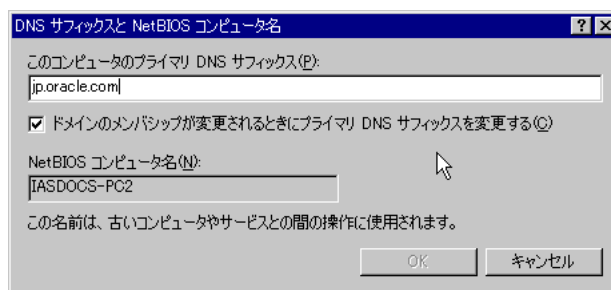 DNS サフィックスと NetBIOS コンピュータ名
このコンピュータのプライマリ DNS サフィックス(P):
jp.oracle.com
ドメインのメンバシップが変更されるときにプライマリ DNS サフィックスを変更する(C)
NetBIOS コンピュータ名(N):
IASDOCS-PC2
この名前は、古いコンピュータやサービスとの間の操作に使用されます。
OK キャンセル